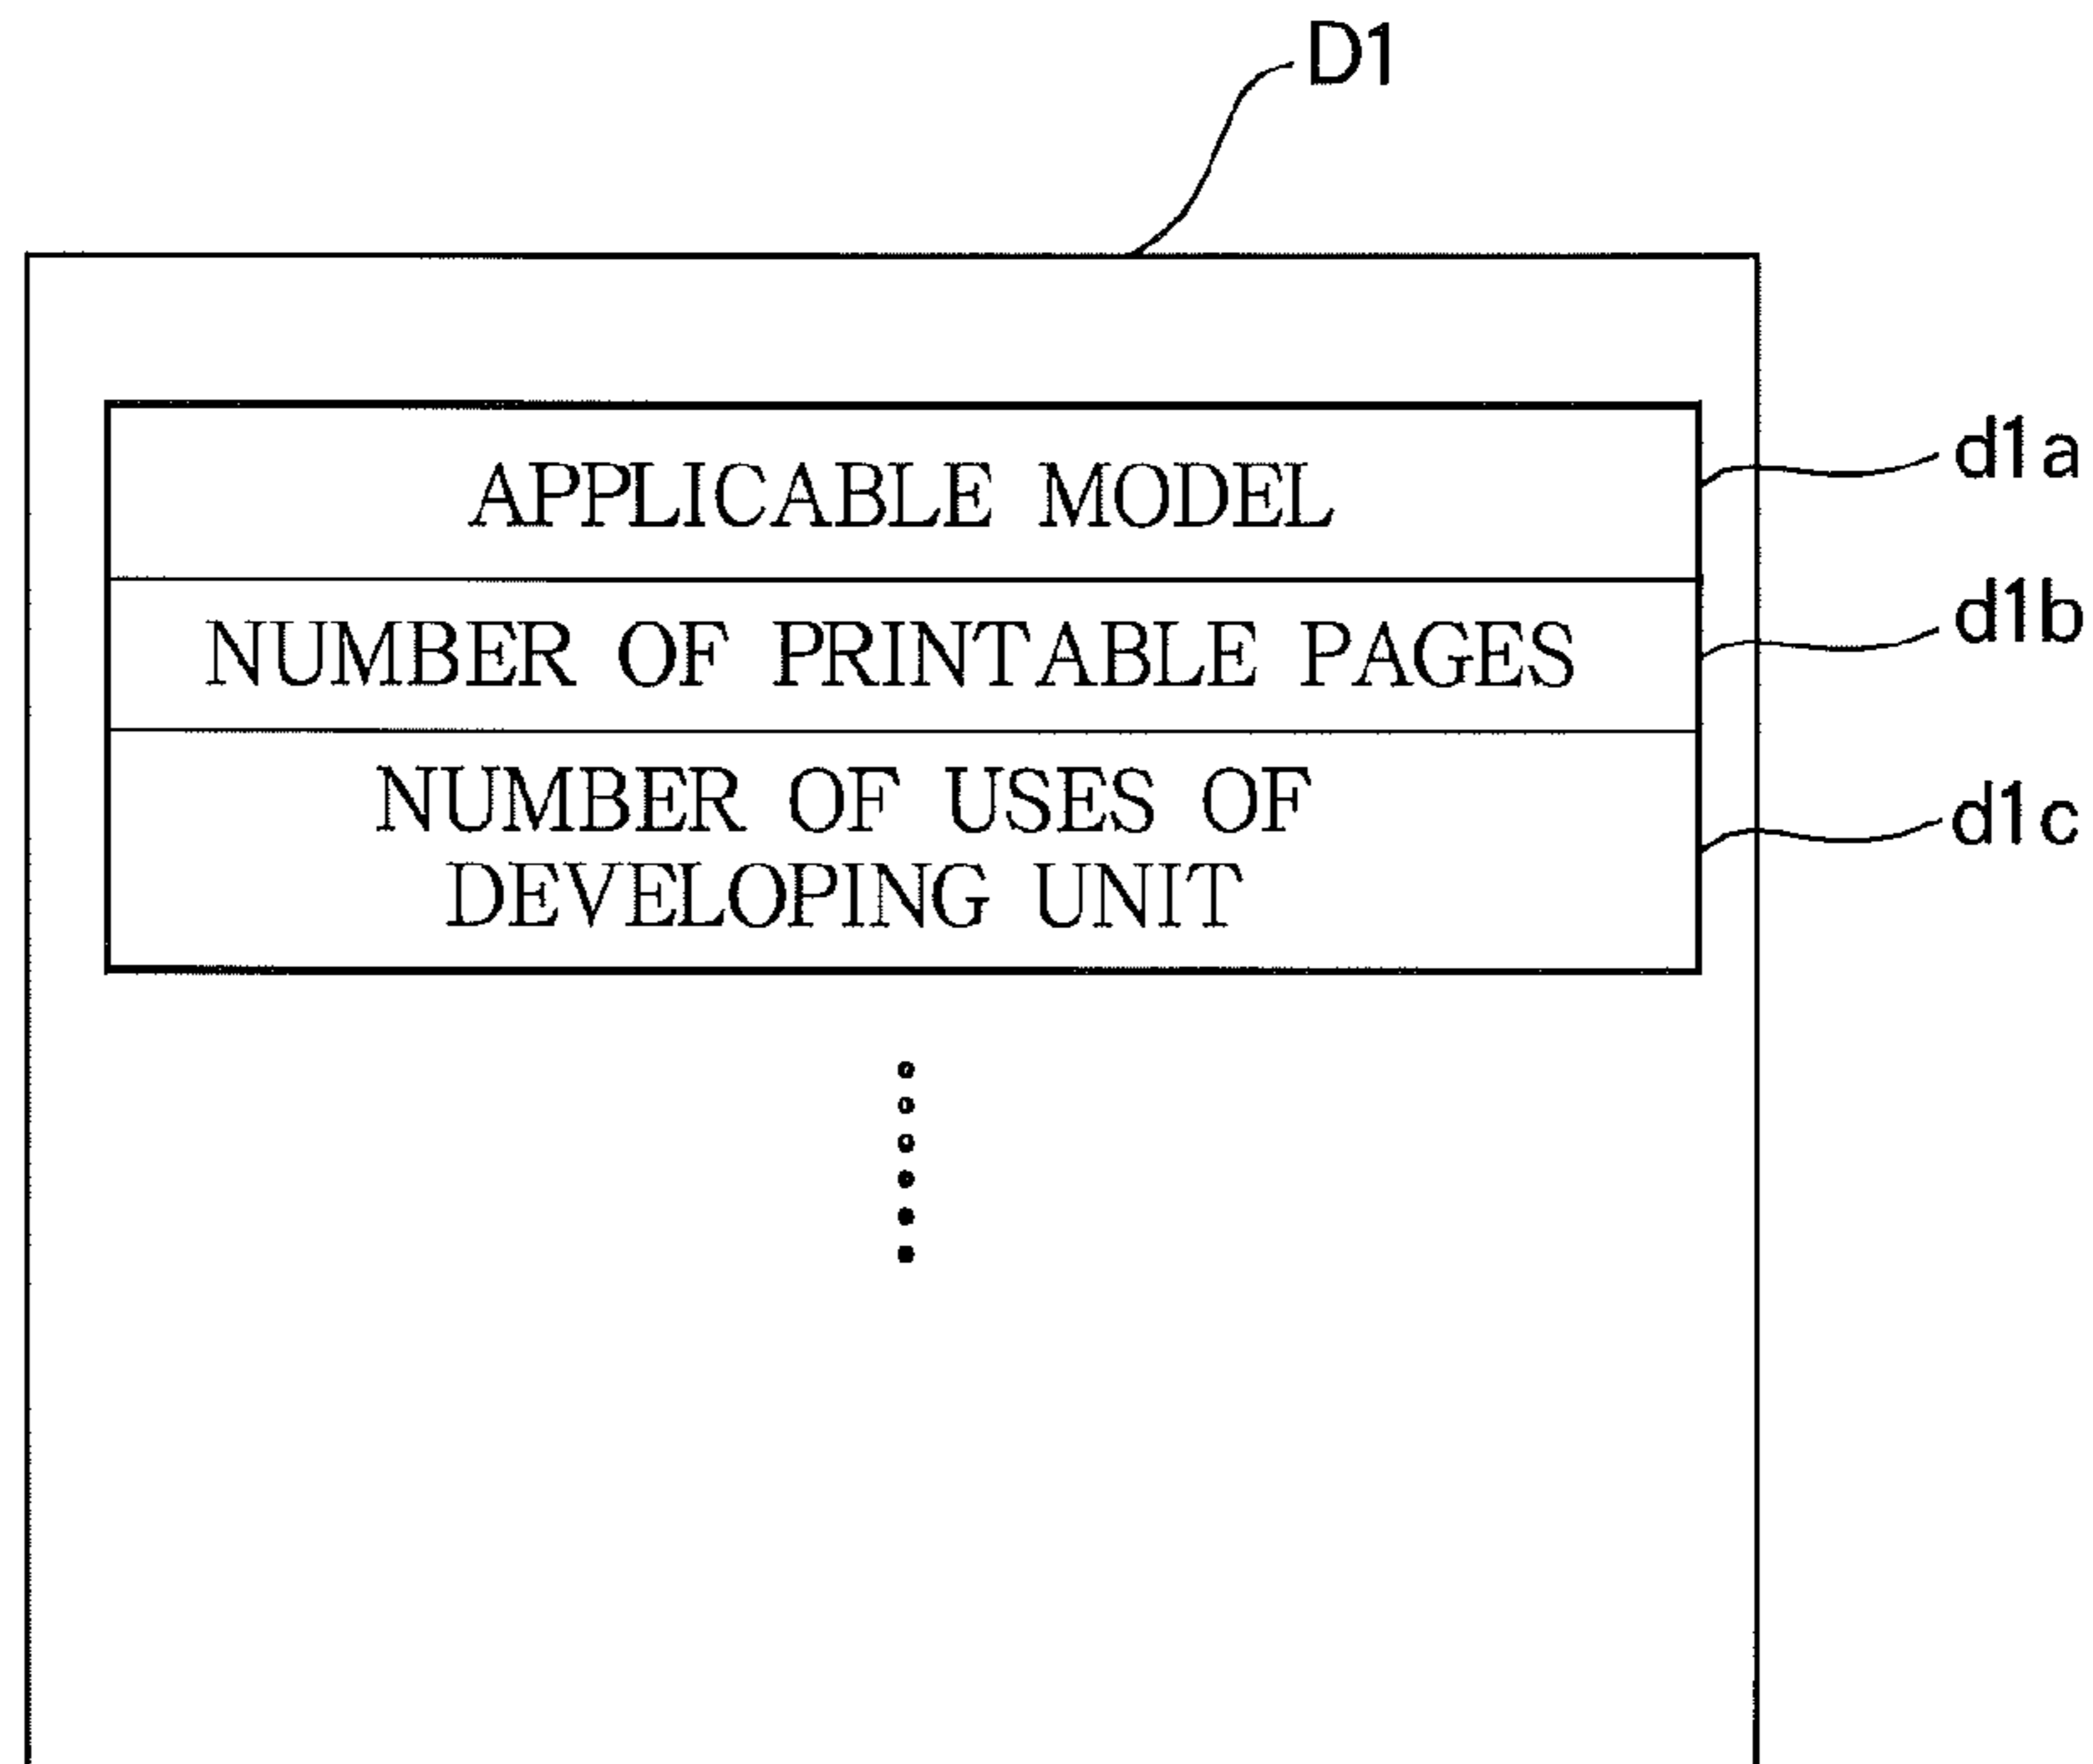 D1
APPLICABLE MODEL
d1a
NUMBER OF PRINTABLE PAGES
d1b
NUMBER OF USES OF
DEVELOPING UNIT
d1c